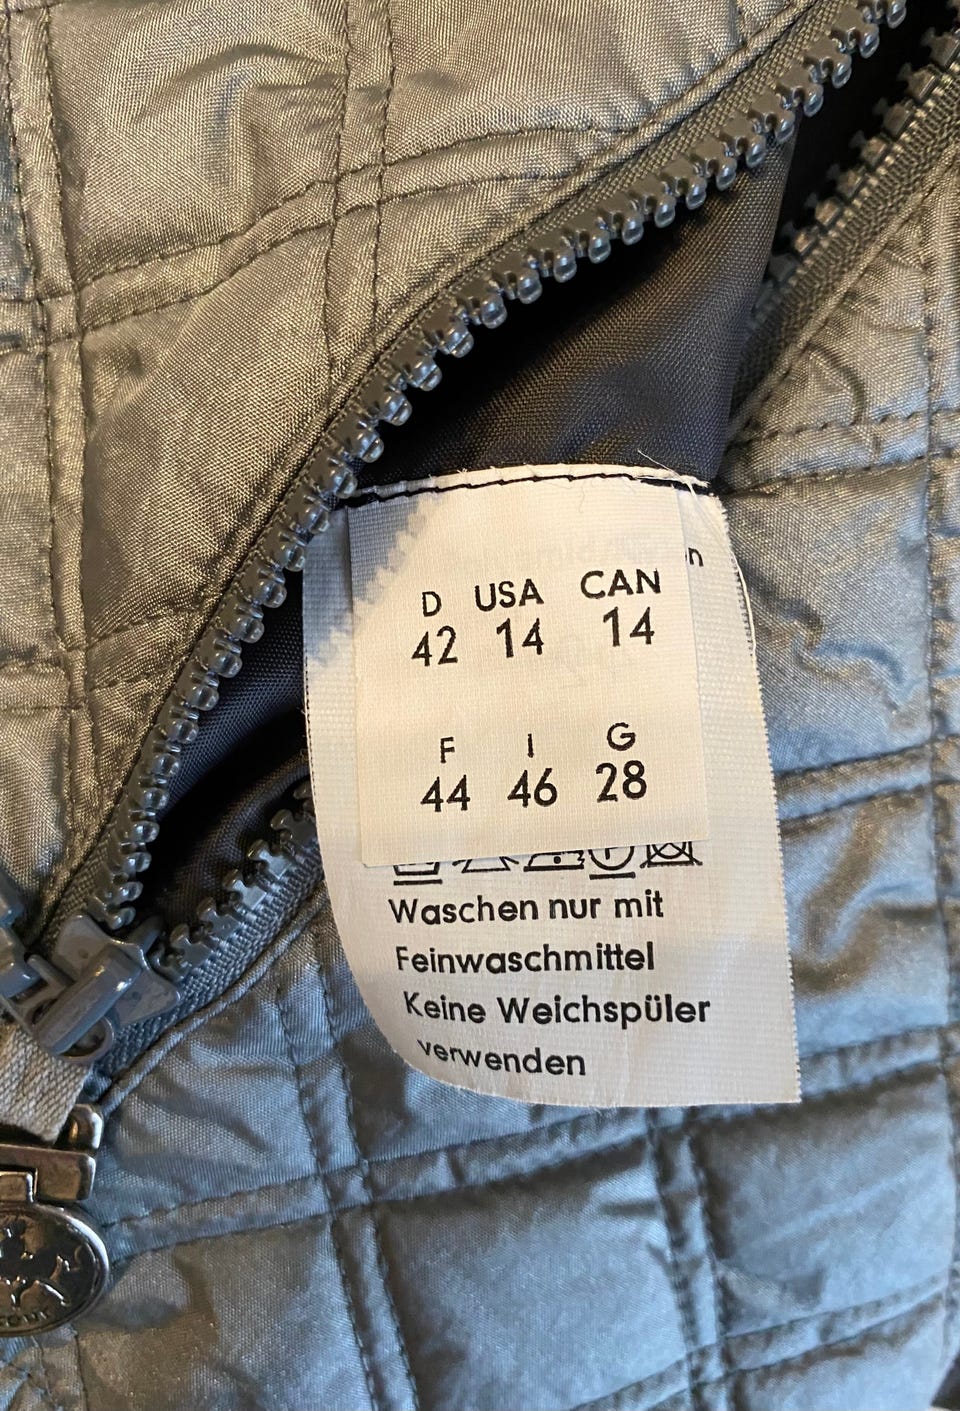 D USA CAN
42 14 14
F I G
44 46 28
Waschen nur mit
Feinwaschmittel
Keine Weichspüler
verwenden